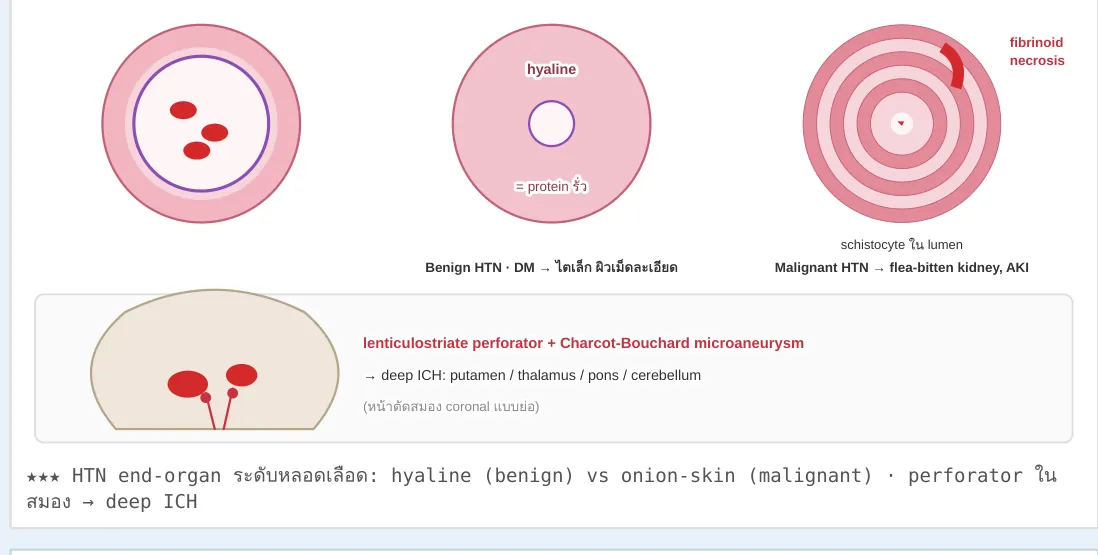 hyaline
= protein รั่ว
fibrinoid
necrosis
schistocyte ใน lumen
Benign HTN · DM → ไตเล็ก ผิวเม็ดละเอียด
Malignant HTN → flea-bitten kidney, AKI
lenticulostriate perforator + Charcot-Bouchard microaneurysm
→ deep ICH: putamen / thalamus / pons / cerebellum
(หน้าตัดสมอง coronal แบบย่อ)
★★★ HTN end-organ ระดับหลอดเลือด: hyaline (benign) vs onion-skin (malignant) · perforator ใน
สมอง → deep ICH